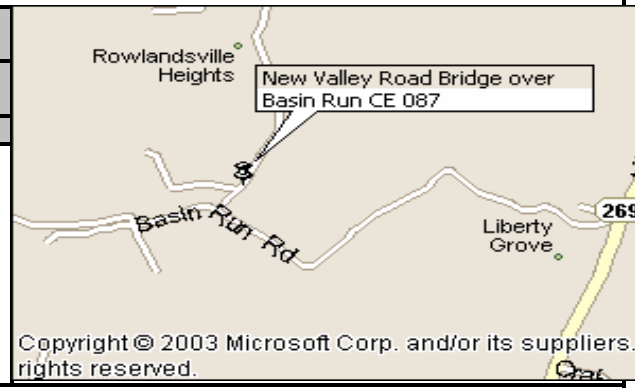 Rowlandsville
Heights
New Valley Road Bridge over
Basin Run CE 087
Basin Run Rd
269
Liberty
Grove
Copyright © 2003 Microsoft Corp. and/or its suppliers.
rights reserved.